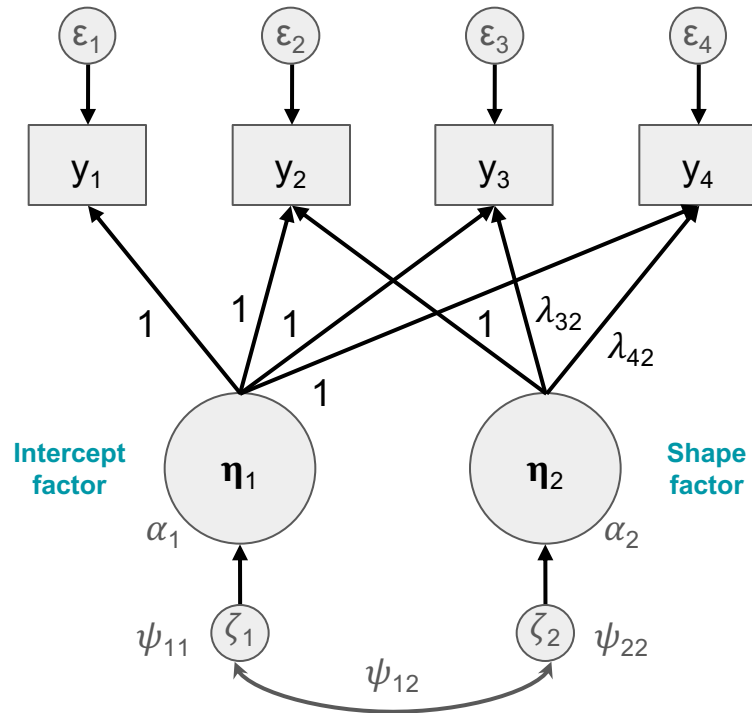 ε₁ ε₂ ε₃ ε₄
y₁ y₂ y₃ y₄
1 1 1 1 λ₃₂
λ₄₂
1
Intercept
factor
η₁
η₂
Shape
factor
α₁ α₂
ψ₁₁ ζ₁ ζ₂ ψ₂₂
ψ₁₂